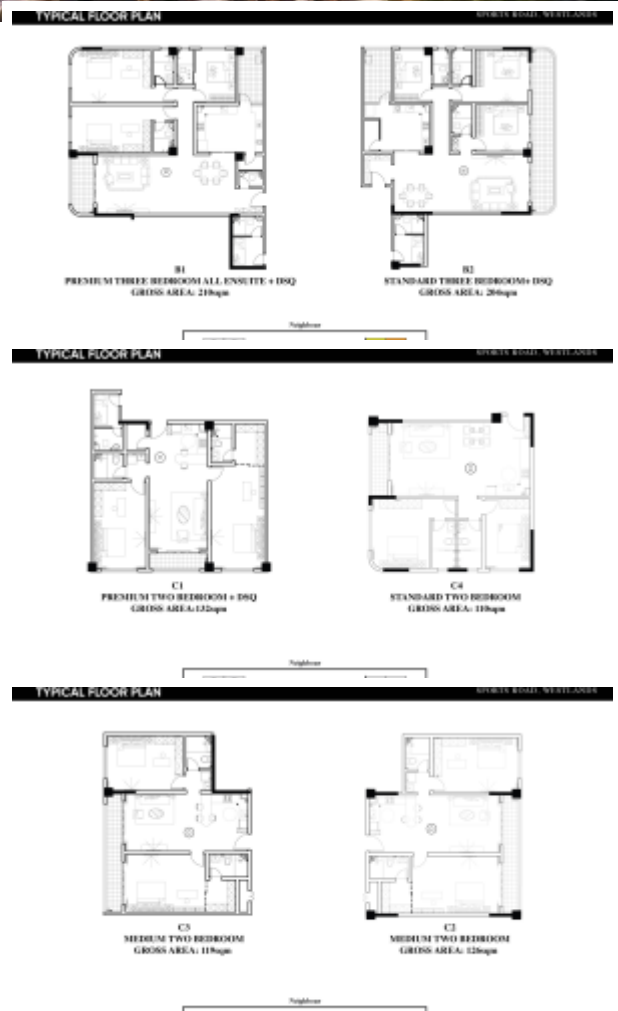 TYPICAL FLOOR PLAN
SPORTS ROAD, WESTLANDS
B1
PREMIUM THREE BEDROOM ALL ENSUITE + DSQ
GROSS AREA: 210sqm
B2
STANDARD THREE BEDROOM+ DSQ
GROSS AREA: 204sqm
Neighbour
TYPICAL FLOOR PLAN
SPORTS ROAD, WESTLANDS
C1
PREMIUM TWO BEDROOM + DSQ
GROSS AREA:132sqm
C4
STANDARD TWO BEDROOM
GROSS AREA: 110sqm
Neighbour
TYPICAL FLOOR PLAN
SPORTS ROAD, WESTLANDS
C3
MEDIUM TWO BEDROOM
GROSS AREA: 119sqm
C2
MEDIUM TWO BEDROOM
GROSS AREA: 126sqm
Neighbour